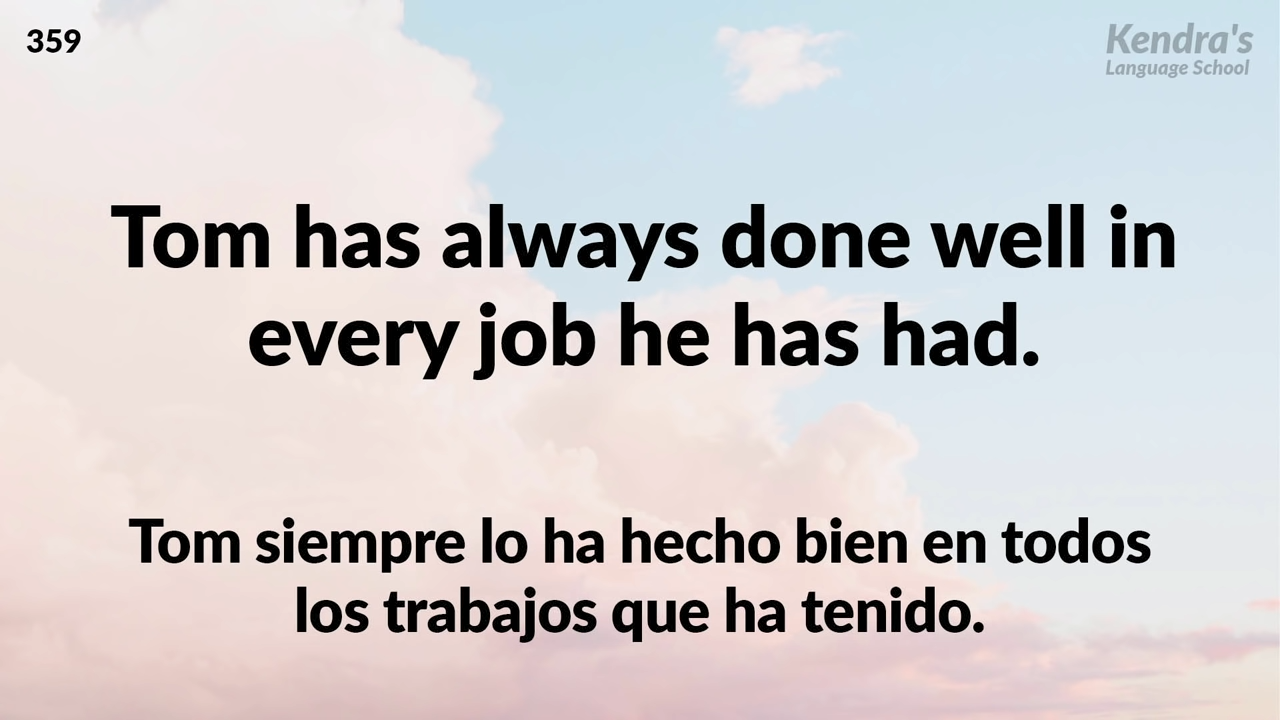 359
Kendra's
Language School
Tom has always done well in
every job he has had.
Tom siempre lo ha hecho bien en todos
los trabajos que ha tenido.